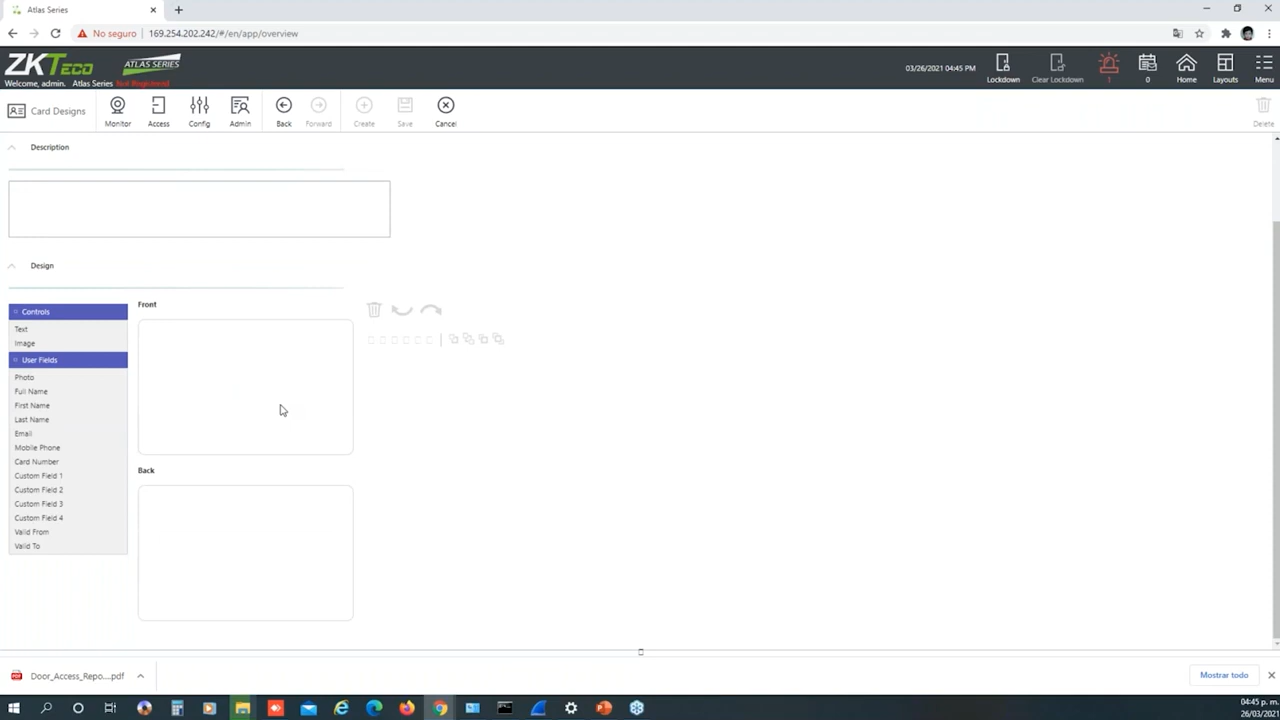 Atlas Series
No seguro
169.254.202.242/#/en/app/overview
ZKTeco
ATLAS SERIES
Welcome, admin.
Atlas Series
Not Registered
03/26/2021 04:45 PM
Lockdown
Clear Lockdown
1
0
Home
Layouts
Menu
Card Designs
Monitor
Access
Config
Admin
Back
Forward
Create
Save
Cancel
Delete
Description
Design
Controls
Text
Image
User Fields
Photo
Full Name
First Name
Last Name
Email
Mobile Phone
Card Number
Custom Field 1
Custom Field 2
Custom Field 3
Custom Field 4
Valid From
Valid To
Front
Back
PDF
Door_Access_Repo....pdf
Mostrar todo
04:45 p. m.
26/03/2021